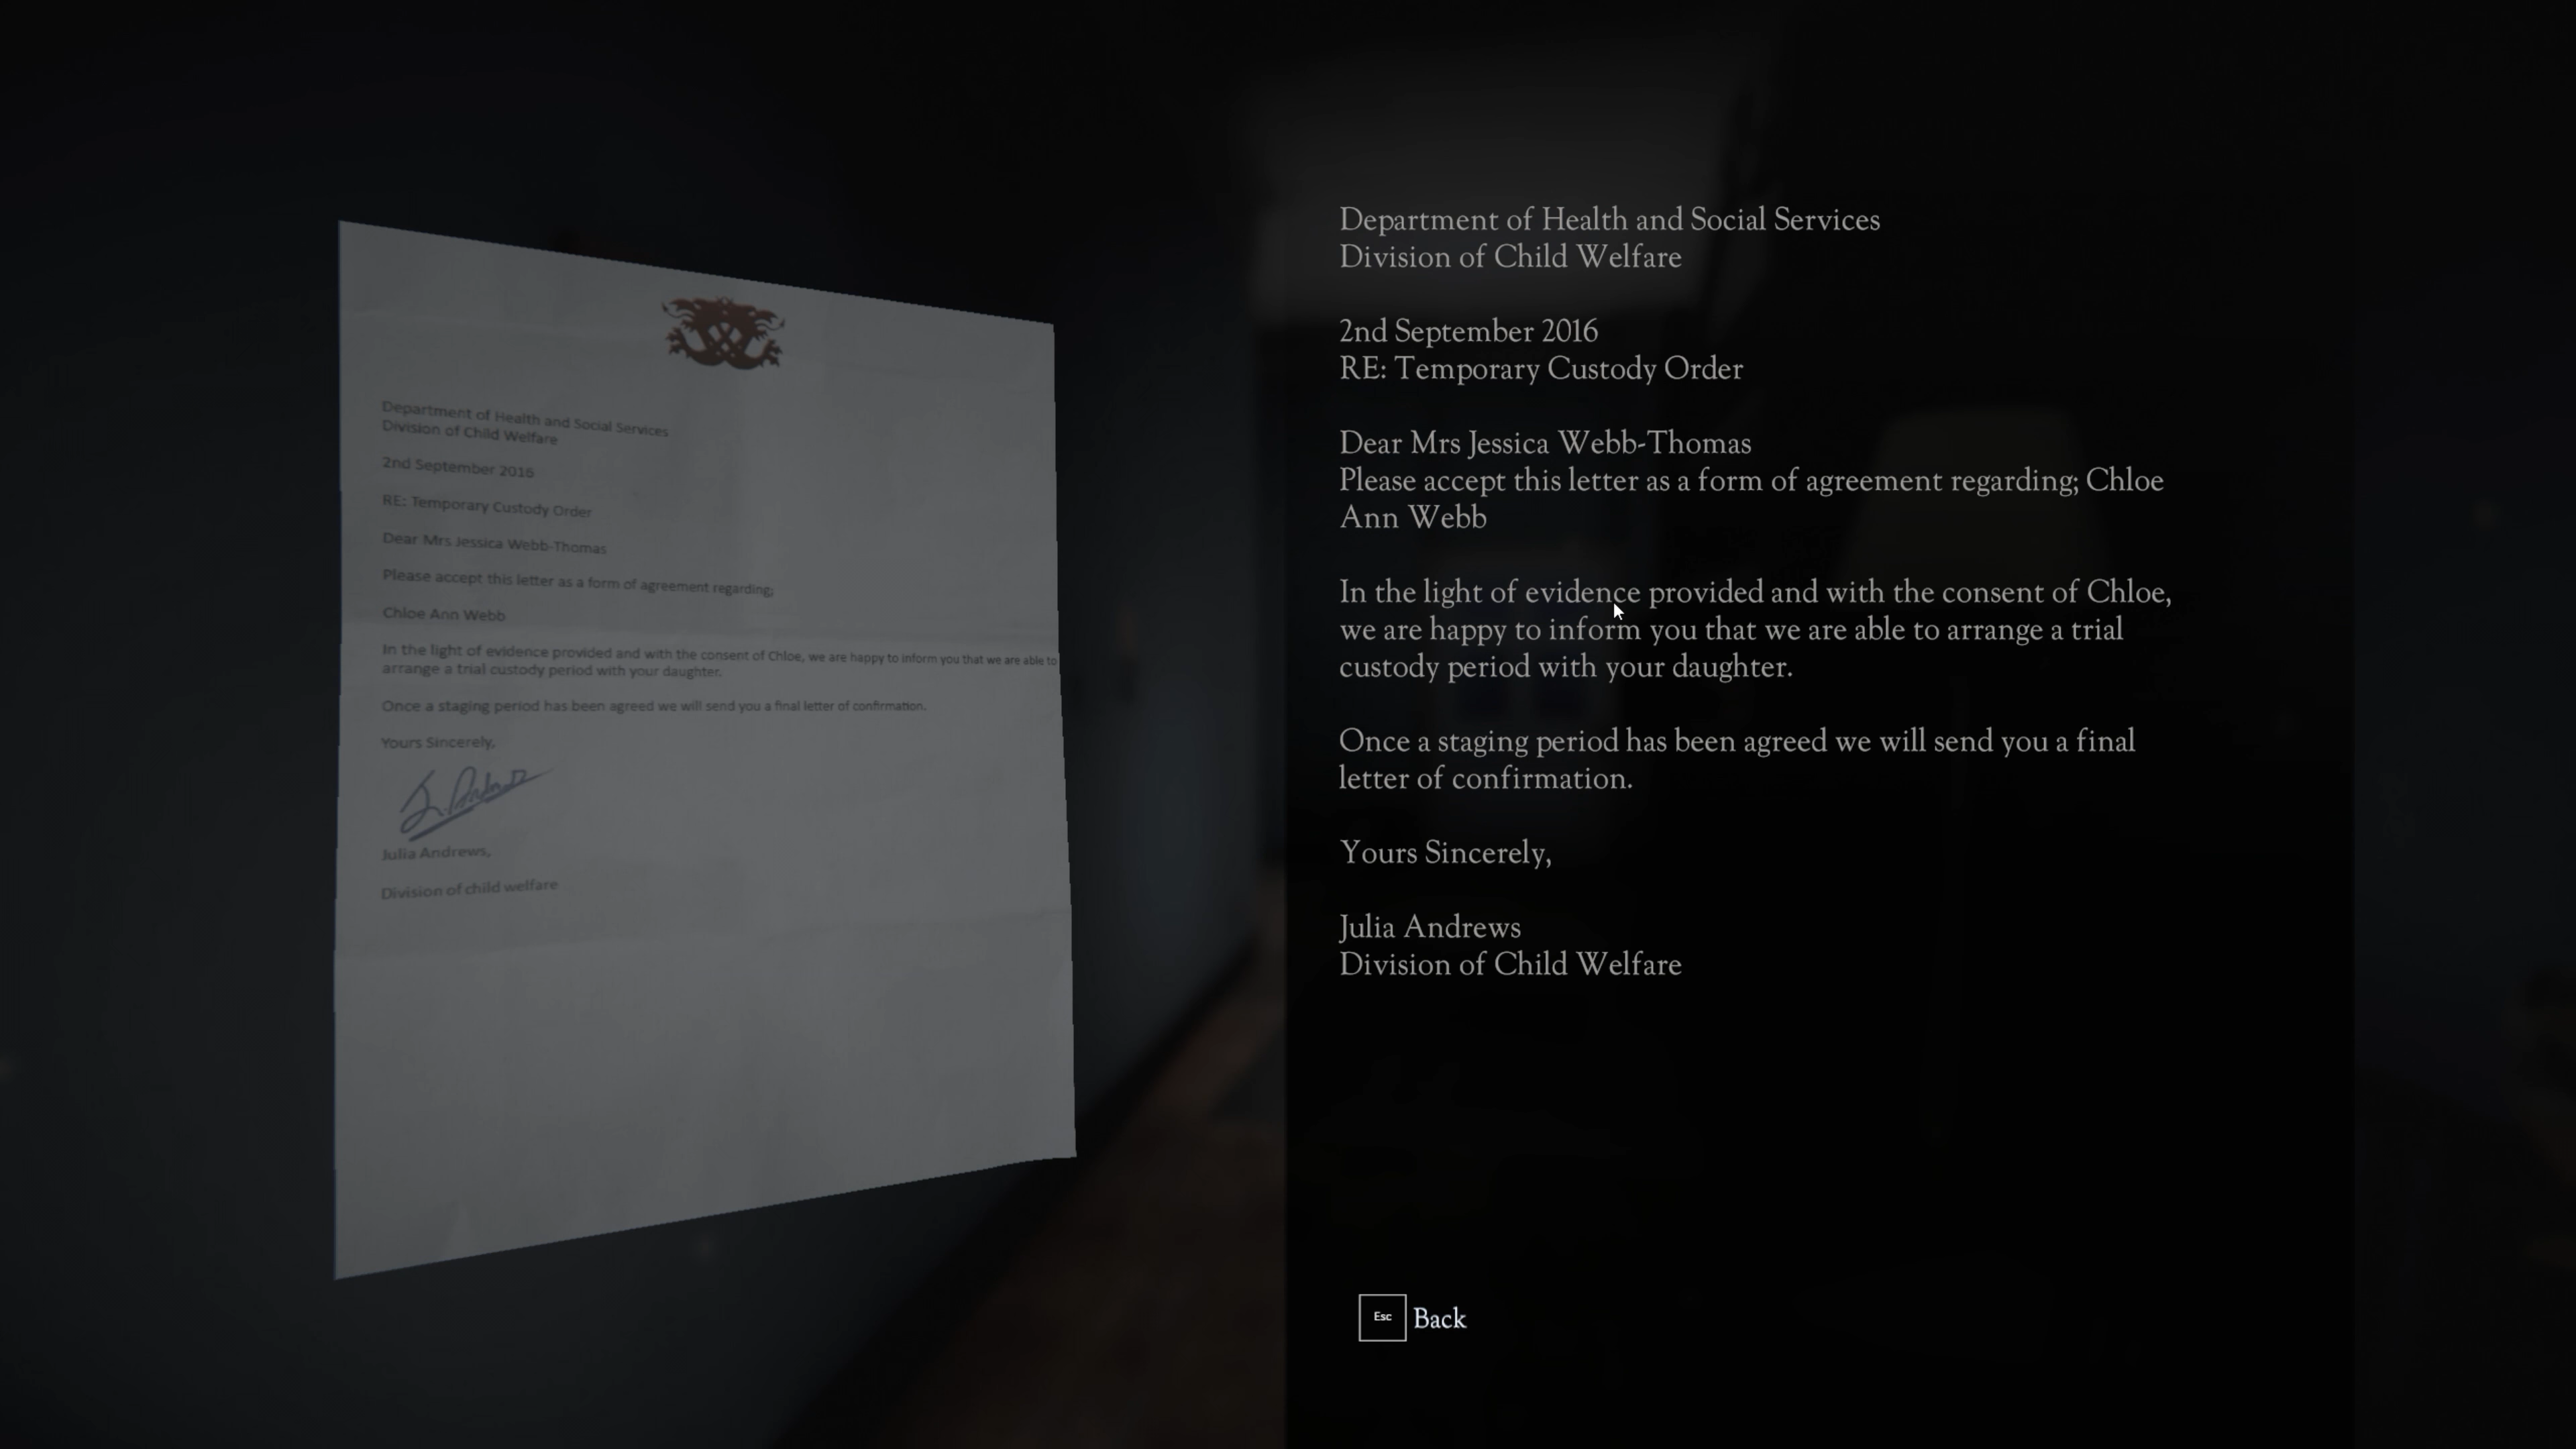 Department of Health and Social Services
Division of Child Welfare
2nd September 2016
RE: Temporary Custody Order
Dear Mrs Jessica Webb-Thomas
Please accept this letter as a form of agreement regarding;
Chloe Ann Webb
In the light of evidence provided and with the consent of Chloe, we are happy to inform you that we are able to
arrange a trial custody period with your daughter.
Once a staging period has been agreed we will send you a final letter of confirmation.
Yours Sincerely,
Julia Andrews,
Division of child welfare
Department of Health and Social Services
Division of Child Welfare
2nd September 2016
RE: Temporary Custody Order
Dear Mrs Jessica Webb-Thomas
Please accept this letter as a form of agreement regarding; Chloe
Ann Webb
In the light of evidence provided and with the consent of Chloe,
we are happy to inform you that we are able to arrange a trial
custody period with your daughter.
Once a staging period has been agreed we will send you a final
letter of confirmation.
Yours Sincerely,
Julia Andrews
Division of Child Welfare
Esc Back